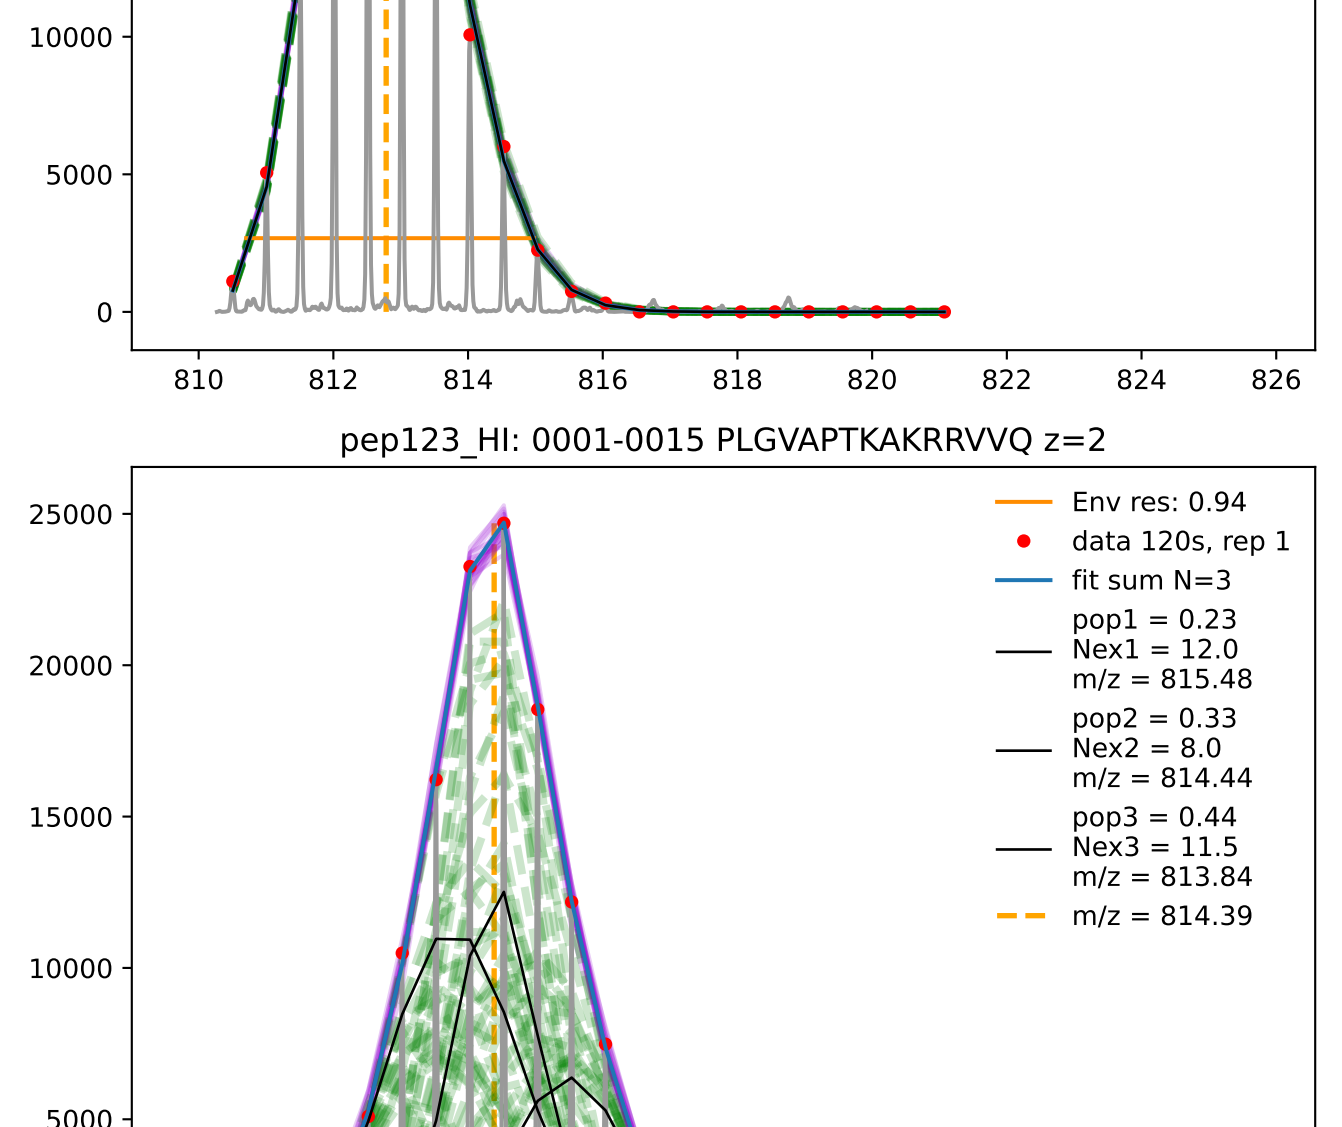 10000
5000
0
810 812 814 816 818 820 822 824 826
pep123_HI: 0001-0015 PLGVAPTKAKRRVVQ z=2
25000
20000
15000
10000
5000
Env res: 0.94
data 120s, rep 1
fit sum N=3
pop1 = 0.23
Nex1 = 12.0
m/z = 815.48
pop2 = 0.33
Nex2 = 8.0
m/z = 814.44
pop3 = 0.44
Nex3 = 11.5
m/z = 813.84
m/z = 814.39